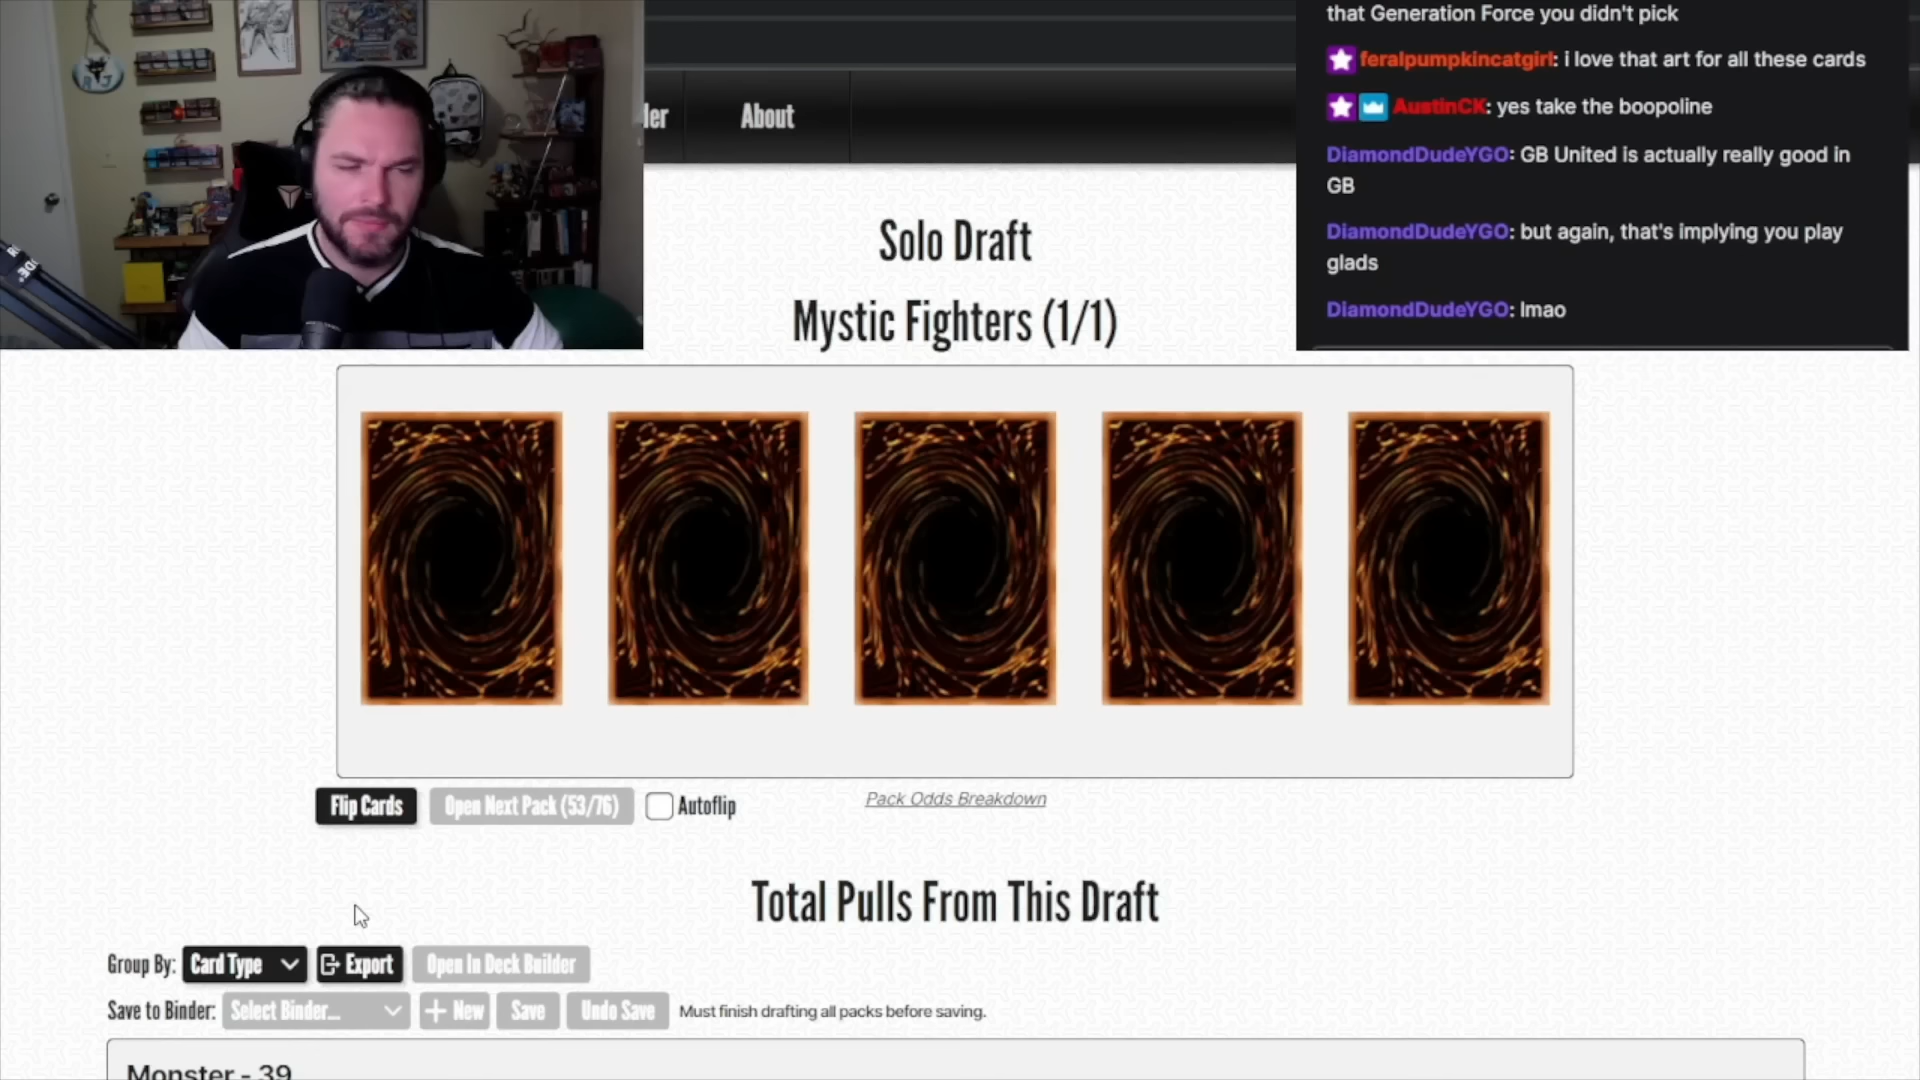 that Generation Force you didn't pick
feralpumpkincatgirl: i love that art for all these cards
AustinCK: yes take the boopoline
DiamondDudeYGO: GB United is actually really good in
GB
DiamondDudeYGO: but again, that's implying you play
glads
DiamondDudeYGO: lmao
About
Solo Draft
Mystic Fighters (1/1)
Flip Cards
Open Next Pack (53/76)
Autoflip
Pack Odds Breakdown
Total Pulls From This Draft
Group By:
Card Type
Export
Open In Deck Builder
Save to Binder:
Select Binder...
+ New
Save
Undo Save
Must finish drafting all packs before saving.
Monster - 39